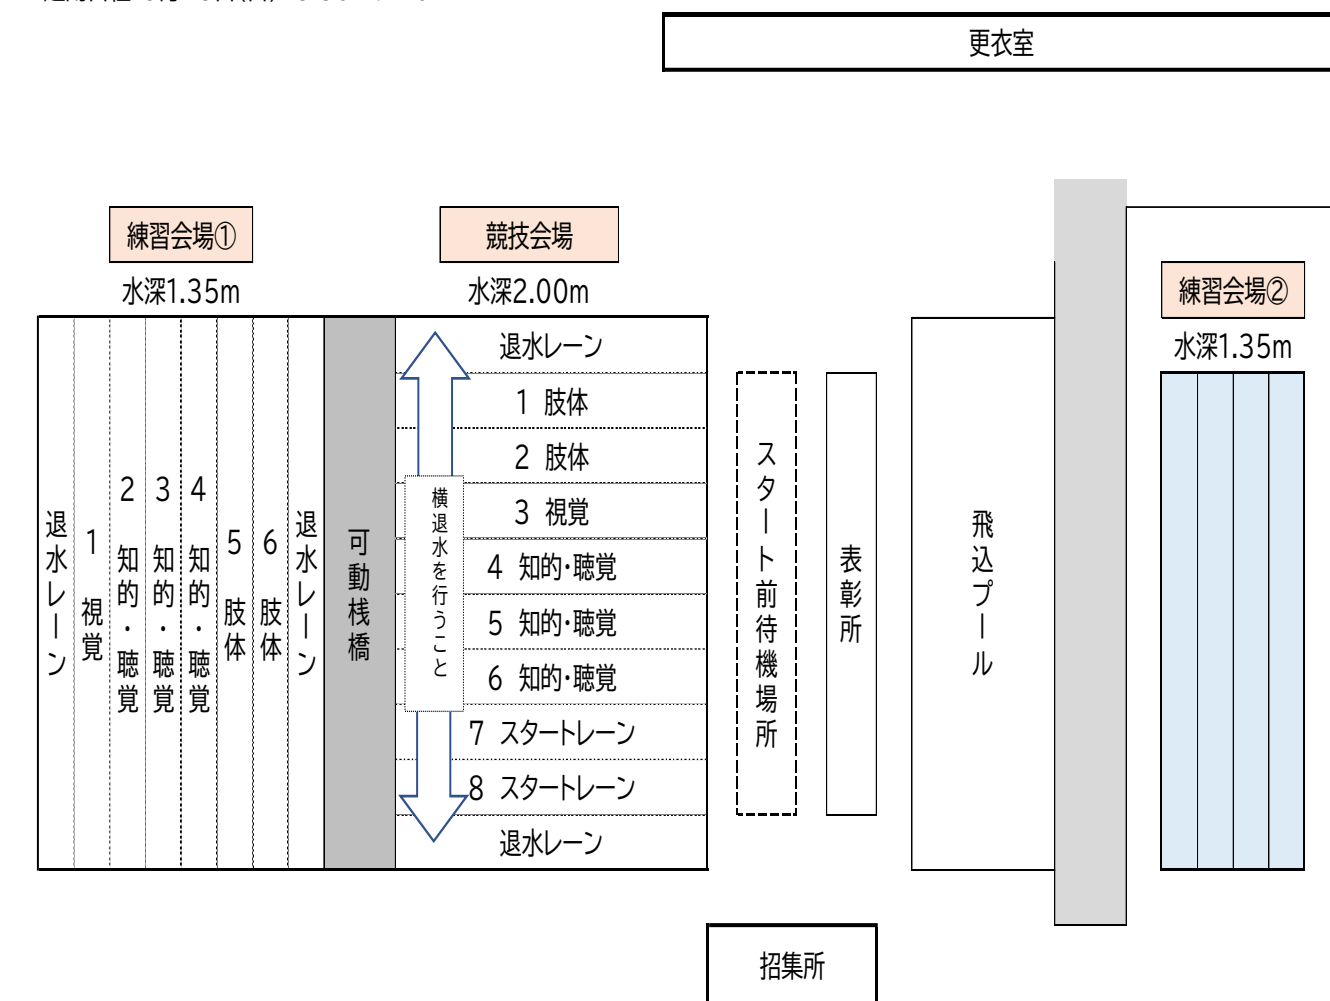 更衣室
練習会場①
競技会場
水深1.35m
水深2.00m
練習会場②
水深1.35m
退水レーン
1 視覚
2 知的・聴覚
3 知的・聴覚
4 知的・聴覚
5 肢体
6 肢体
退水レーン
可動桟橋
横退水を行うこと
退水レーン
1 肢体
2 肢体
3 視覚
4 知的・聴覚
5 知的・聴覚
6 知的・聴覚
7 スタートレーン
8 スタートレーン
退水レーン
スタート前待機場所
表彰所
飛込プール
招集所